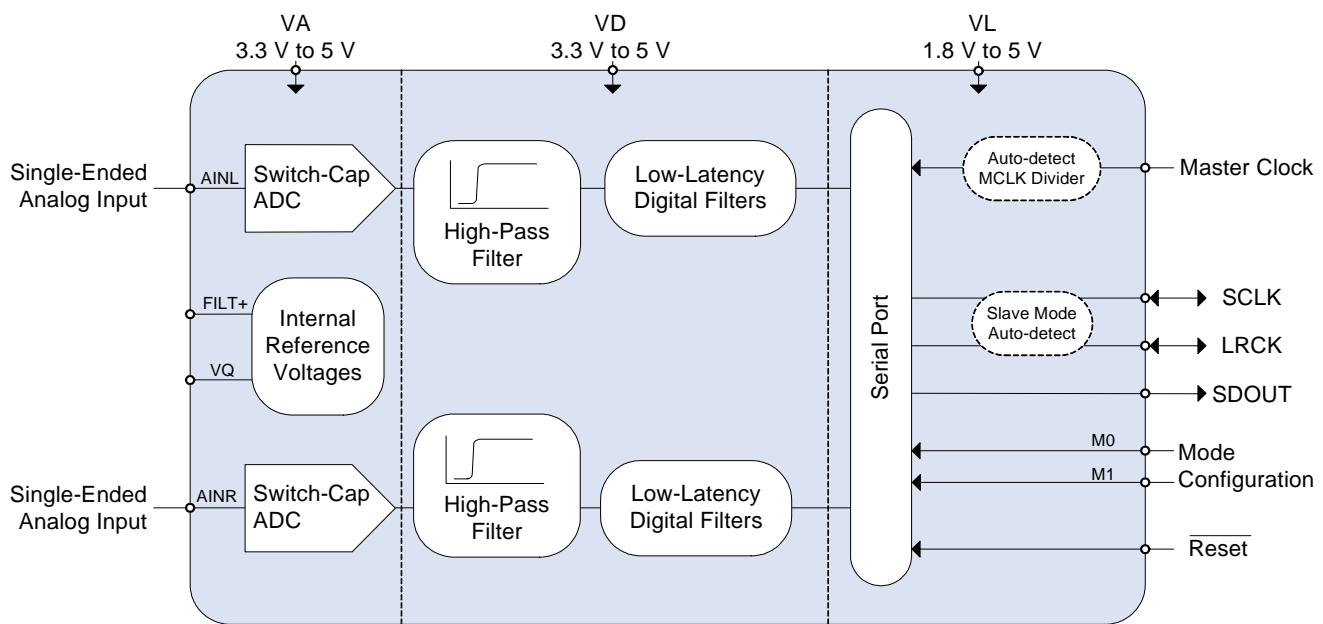 VA
3.3 V to 5 V
VD
3.3 V to 5 V
VL
1.8 V to 5 V
Single-Ended
Analog Input
AINL
Switch-Cap
ADC
High-Pass
Filter
Low-Latency
Digital Filters
Auto-detect
MCLK Divider
Master Clock
FILT+
VQ
Internal
Reference
Voltages
Serial Port
Slave Mode
Auto-detect
SCLK
LRCK
SDOUT
Single-Ended
Analog Input
AINR
Switch-Cap
ADC
High-Pass
Filter
Low-Latency
Digital Filters
M0
M1
Mode
Configuration
Reset